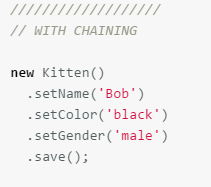 ///////////////////
// WITH CHAINING
new Kitten()
  .setName('Bob')
  .setColor('black')
  .setGender('male')
  .save();